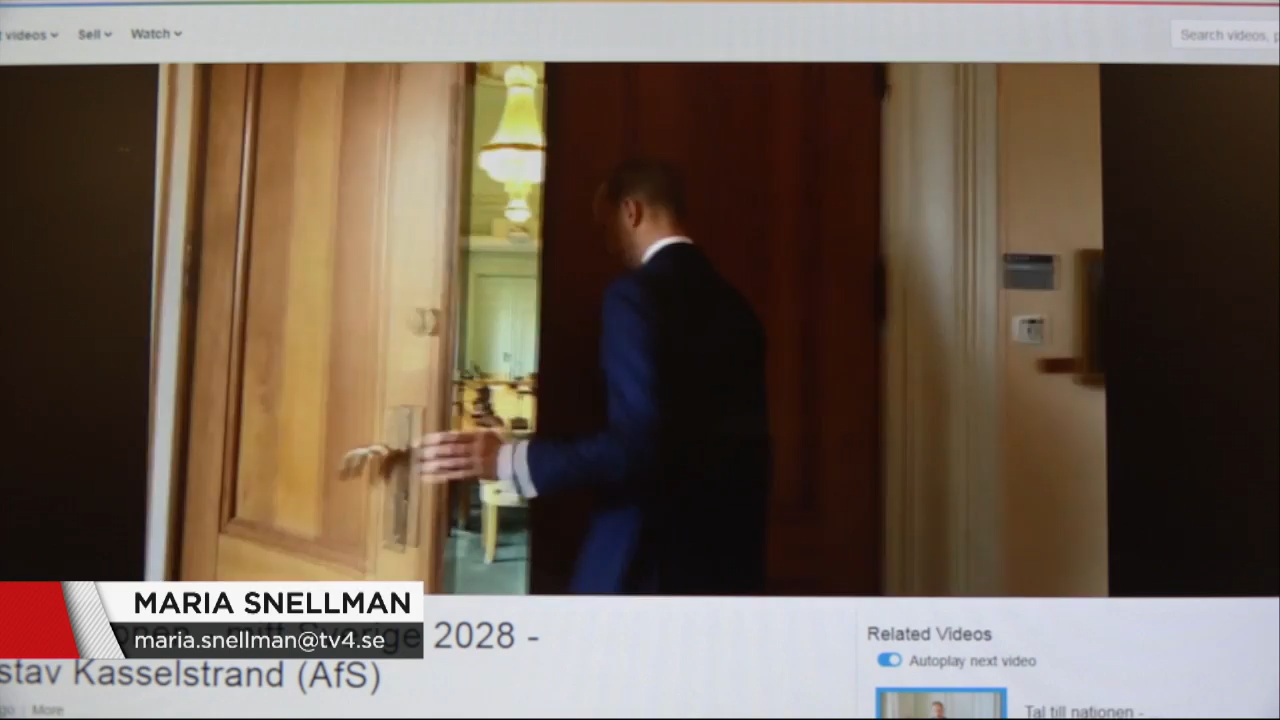 videos
Sell
Watch
Search videos,
MARIA SNELLMAN
maria.snellman@tv4.se
2028 -
stav Kasselstrand (AfS)
More
Related Videos
Autoplay next video
Tal till nationen -